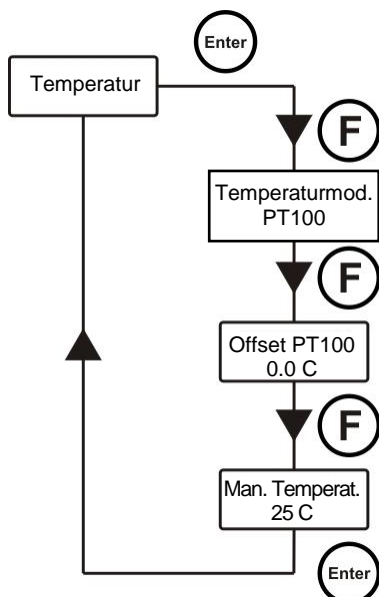 Enter
Temperatur
F
Temperaturmod.
PT100
F
Offset PT100
0.0 C
F
Man. Temperat.
25 C
Enter